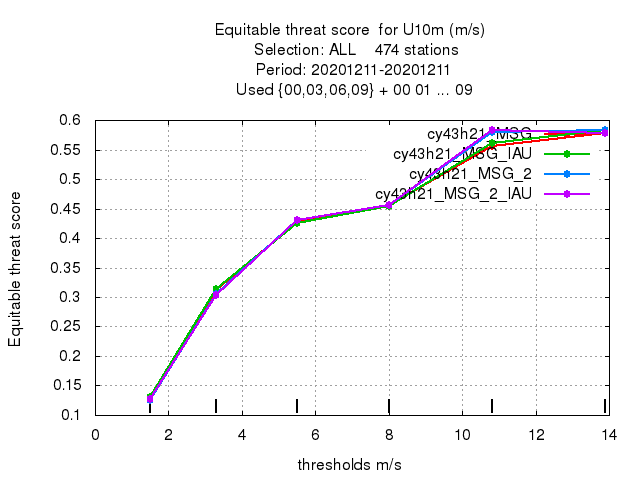 Equitable threat score for U10m (m/s)
Selection: ALL 474 stations
Period: 20201211-20201211
Used {00,03,06,09} + 00 01 ... 09
Equitable threat score
0.6
0.55
0.5
0.45
0.4
0.35
0.3
0.25
0.2
0.15
0.1
cy43h21_MSG
cy43h21_MSG_IAU
cy43h21_MSG_2
cy43h21_MSG_2_IAU
0 2 4 6 8 10 12 14
thresholds m/s